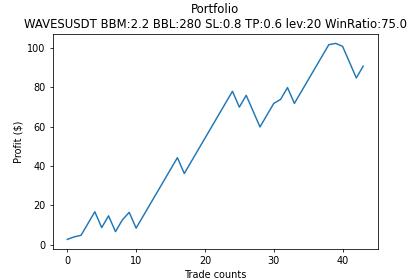 Portfolio
WAVESUSDT BBM:2.2 BBL:280 SL:0.8 TP:0.6 lev:20 WinRatio:75.0
100
80
60
40
20
0
Profit ($)
0 10 20 30 40
Trade counts